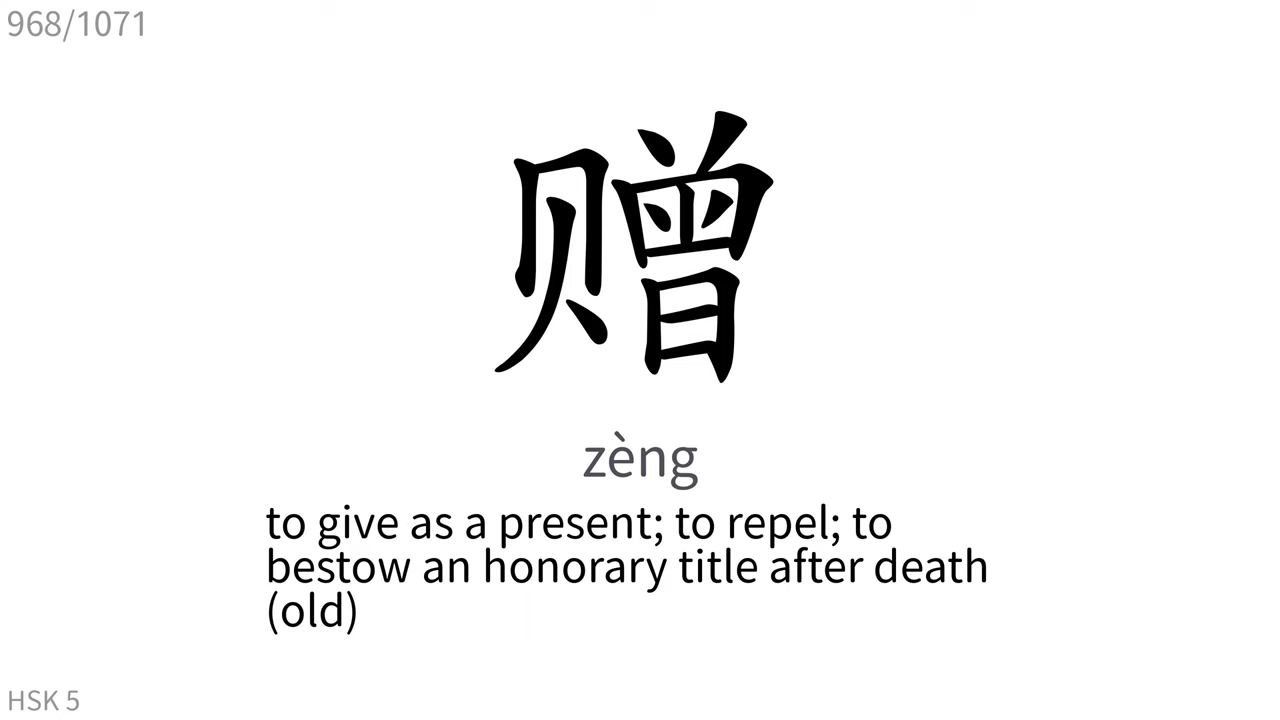 968/1071
赠
zèng
to give as a present; to repel; to
bestow an honorary title after death
(old)
HSK 5